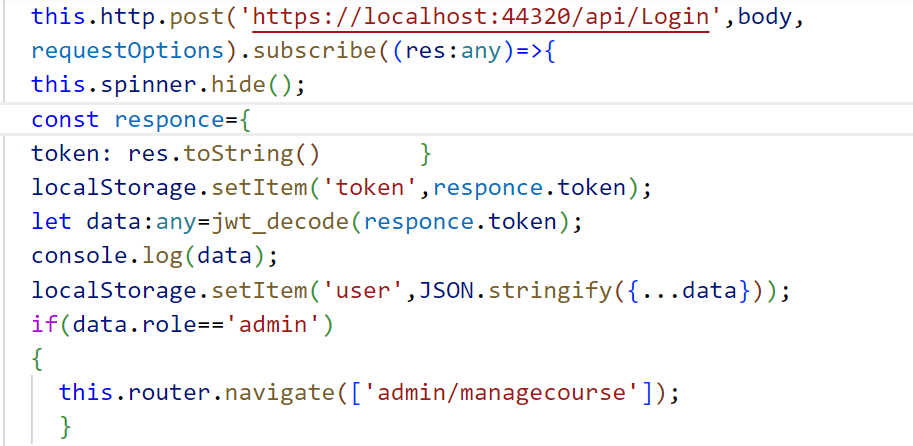 this.http.post('https://localhost:44320/api/Login',body,
requestOptions).subscribe((res:any)=>{
this.spinner.hide();
const responce={
token: res.toString()       }
localStorage.setItem('token',responce.token);
let data:any=jwt_decode(responce.token);
console.log(data);
localStorage.setItem('user',JSON.stringify({...data}));
if(data.role=='admin')
{
  this.router.navigate(['admin/managecourse']);
  }